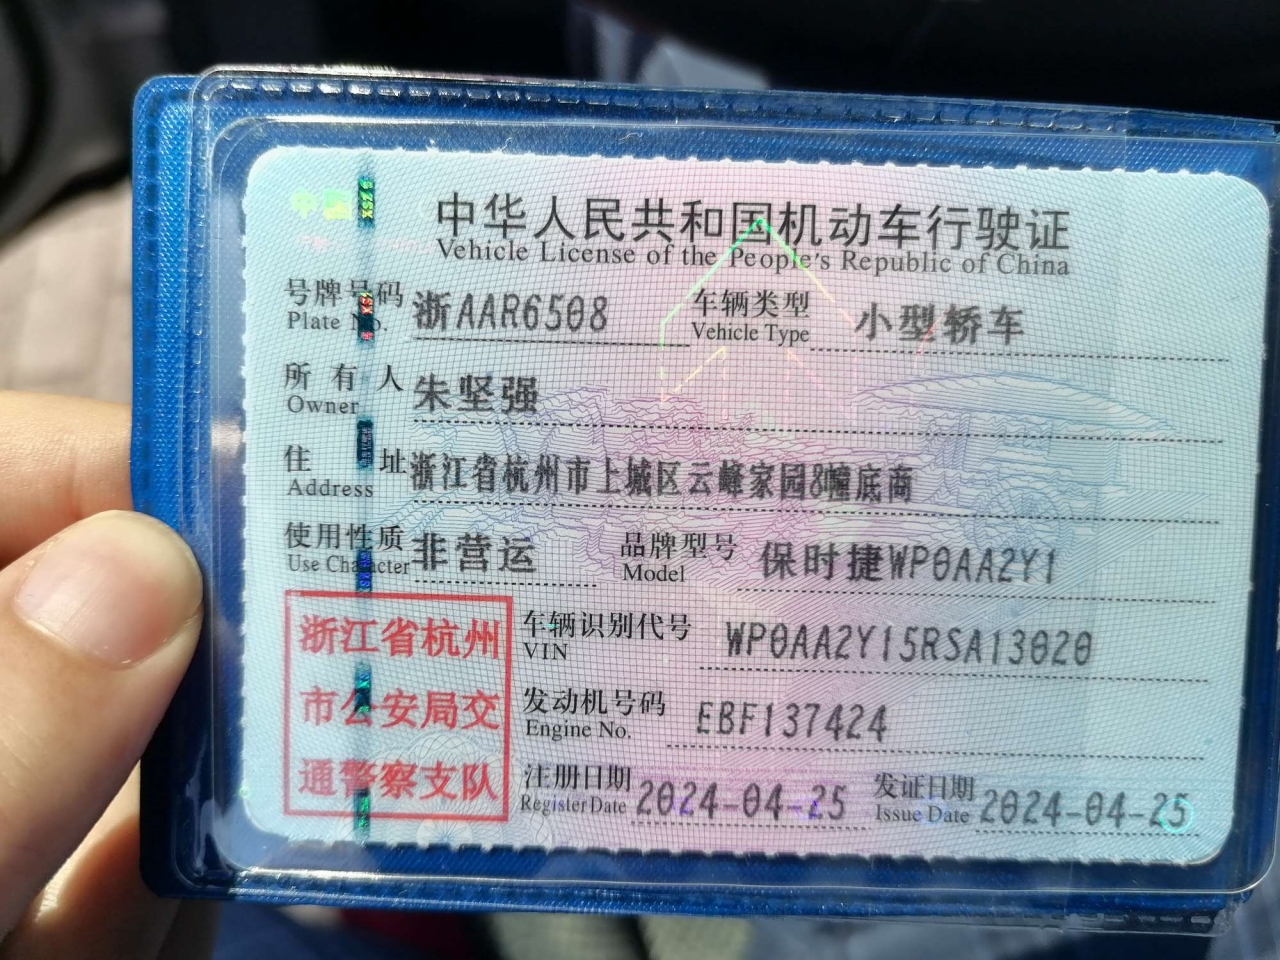 中华人民共和国机动车行驶证
Vehicle License of the People's Republic of China
号牌号码 浙AAR6508 车辆类型 小型轿车
Plate No. Vehicle Type
所有人 朱坚强
Owner
住址 浙江省杭州市上城区云峰家园8幢底商
Address
使用性质 非营运 品牌型号 保时捷WP0AA2Y1
Use Character Model
浙江省杭州
市公安局交
通警察支队
车辆识别代号 WP0AA2Y15RSA13020
VIN
发动机号码 EBF137424
Engine No.
注册日期 2024-04-25 发证日期 2024-04-25
Register Date Issue Date